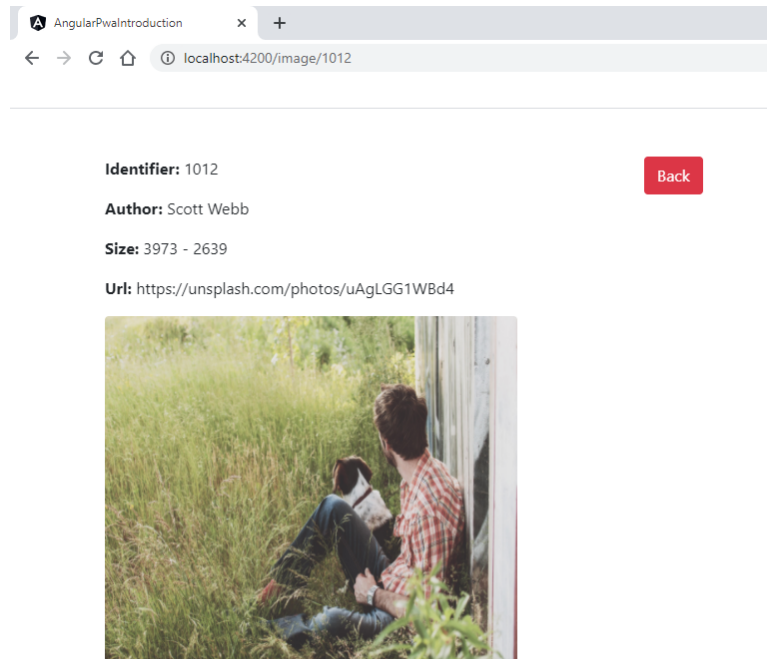 AngularPwaIntroduction
localhost:4200/image/1012
Identifier: 1012
Back
Author: Scott Webb
Size: 3973 - 2639
Url: https://unsplash.com/photos/uAgLGG1WBd4